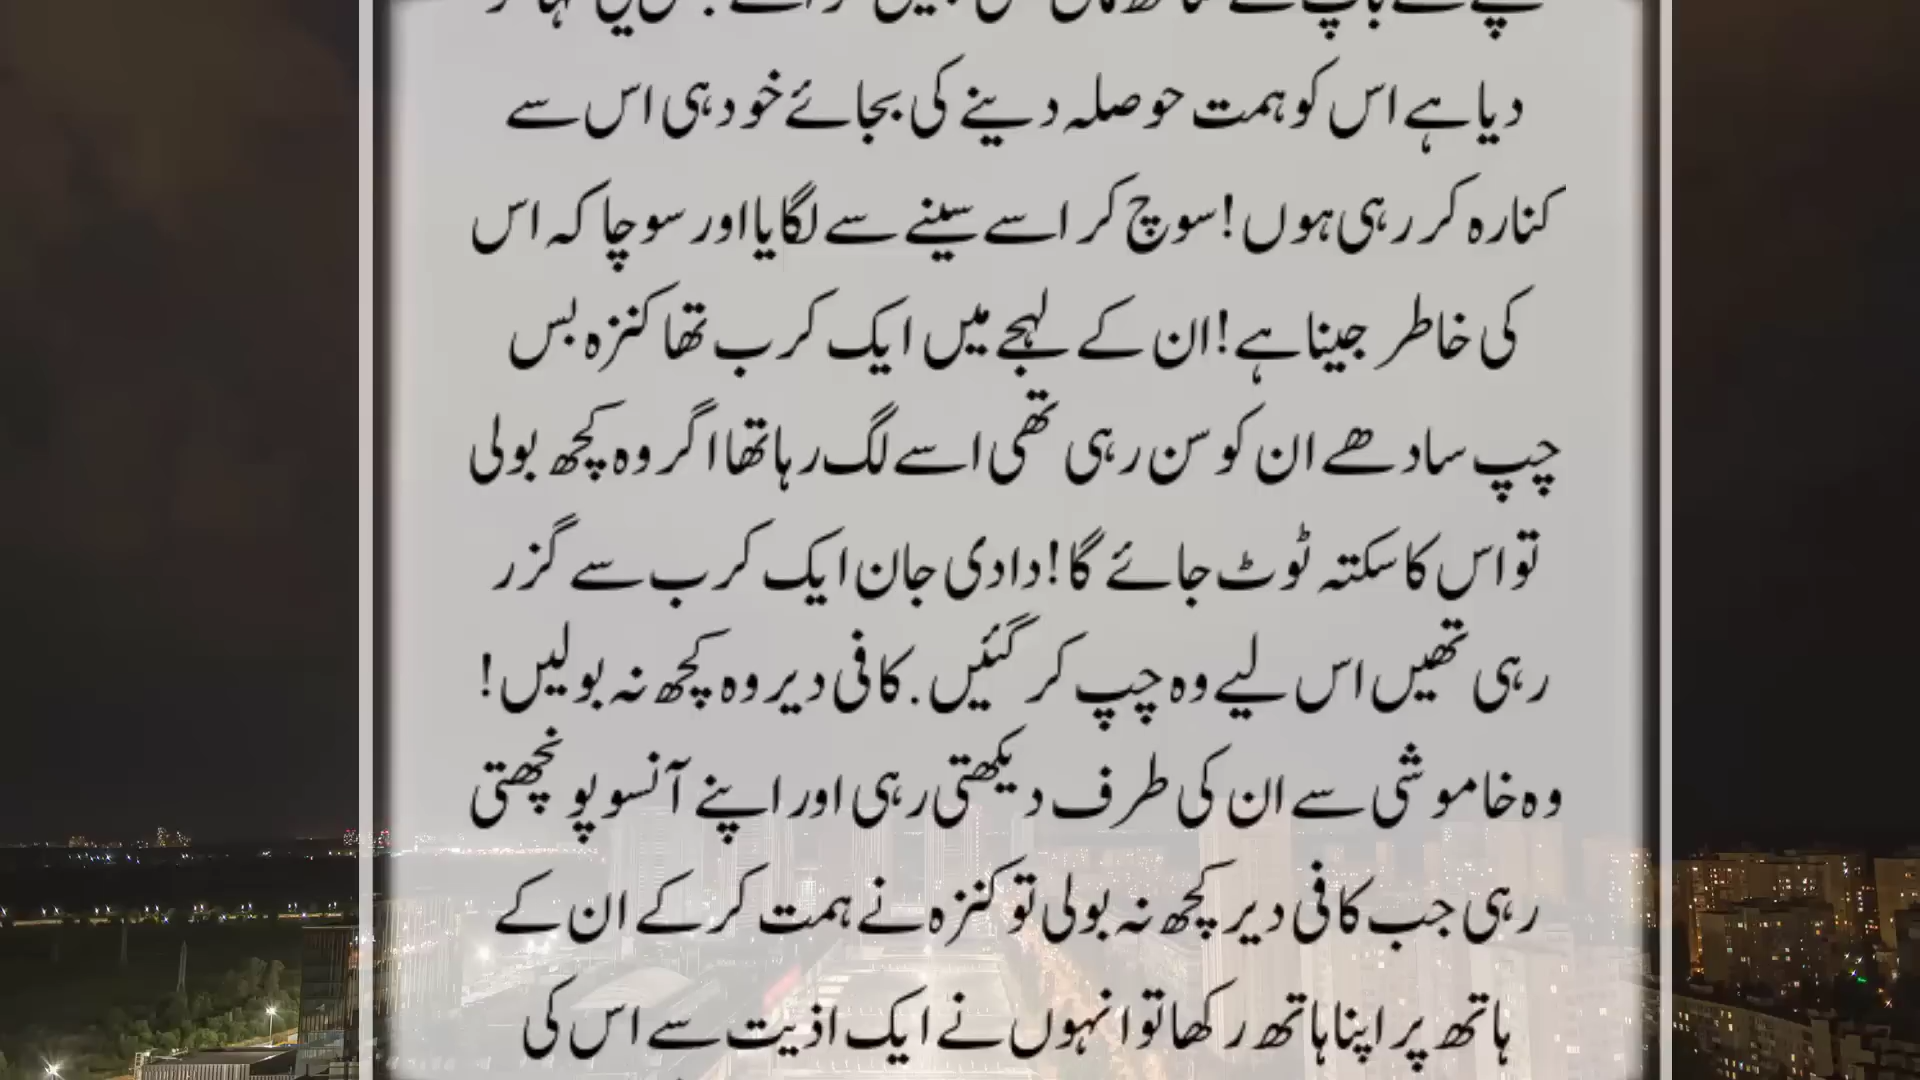 دیا ہے اس کو ہمت حوصلہ دینے کی بجائے خود ہی اس سے
کنارہ کر رہی ہوں! سوچ کر اسے سینے سے لگایا اور سوچا کہ اس
کی خاطر جینا ہے! ان کے لہجے میں ایک کرب تھا کنزہ بس
چپ سادھے ان کو سن رہی تھی اسے لگ رہا تھا اگر وہ کچھ بولی
تو اس کا سکتہ ٹوٹ جائے گا! دادی جان ایک کرب سے گزر
رہی تھیں اس لیے وہ چپ کر گئیں. کافی دیر وہ کچھ نہ بولیں!
وہ خاموشی سے ان کی طرف دیکھتی رہی اور اپنے آنسو پونچھتی
رہی جب کافی دیر کچھ نہ بولی تو کنزہ نے ہمت کر کے ان کے
ہاتھ پر اپنا ہاتھ رکھا تو انہوں نے ایک اذیت سے اس کی